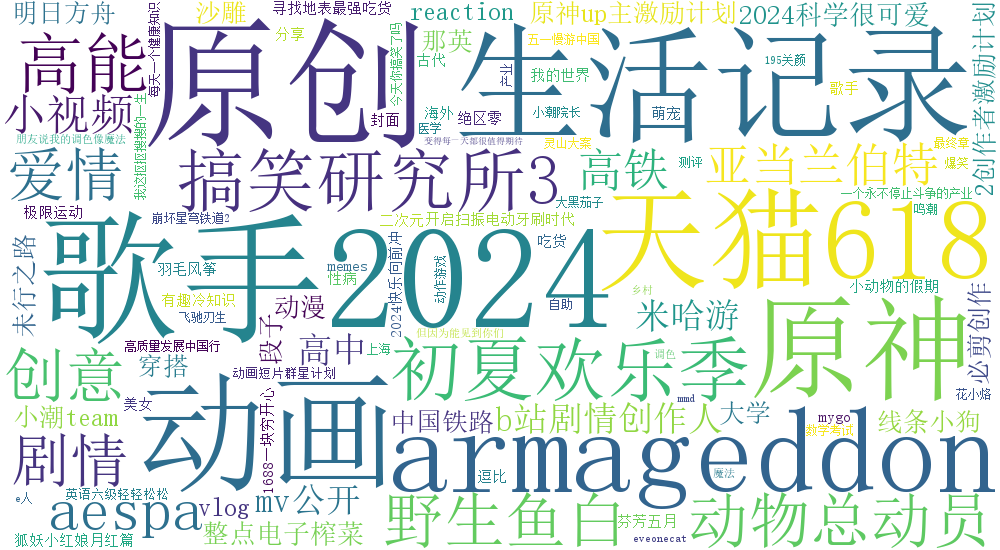 明日方舟
沙雕
寻找地表最强吃货
reaction
原神up主激励计划
2024科学很可爱
2创作者激励计划
高能
每天一个健康知识
原创
分享
今天你搞笑了吗
那英
古代
五一慢游中国
产业
我的世界
195关颜
生活记录
歌手
小视频
封面
海外
医学
绝区零
小潮院长
萌宠
变得每一天都很值得期待
灵山大案
最终章
爆笑
朋友说我的调色像魔法
我这抠抠搜搜的一生
爱情
搞笑研究所3
高铁
测评
亚当兰伯特
极限运动
崩坏星穹铁道2
二次元开启扫振电动牙刷时代
大黑茄子
一个永不停止斗争的产业
鸣潮
未行之路
歌手2024
羽毛风筝
memes
性病
2024快乐向前冲
动作游戏
吃货
天猫618
小动物的假期
有趣冷知识
飞驰刃生
动漫
自助
乡村
米哈游
原神
必剪创作
高质量发展中国行
段子
高中
上海
但因为能见到你们
初夏欢乐季
调色
创意
穿搭
动画短片群星计划
美女
小潮team
1688一块穷开心
动画
中国铁路
b站剧情创作人
mmd
大学
mygo
数字考试
线条小狗
花小烙
剧情
armageddon
逗比
魔法
e人
英语六级轻轻松松
aespa
vlog
mv公开
野生鱼白
芬芳五月
动物总动员
狐妖小红娘月红篇
整点电子榨菜
eveonecat